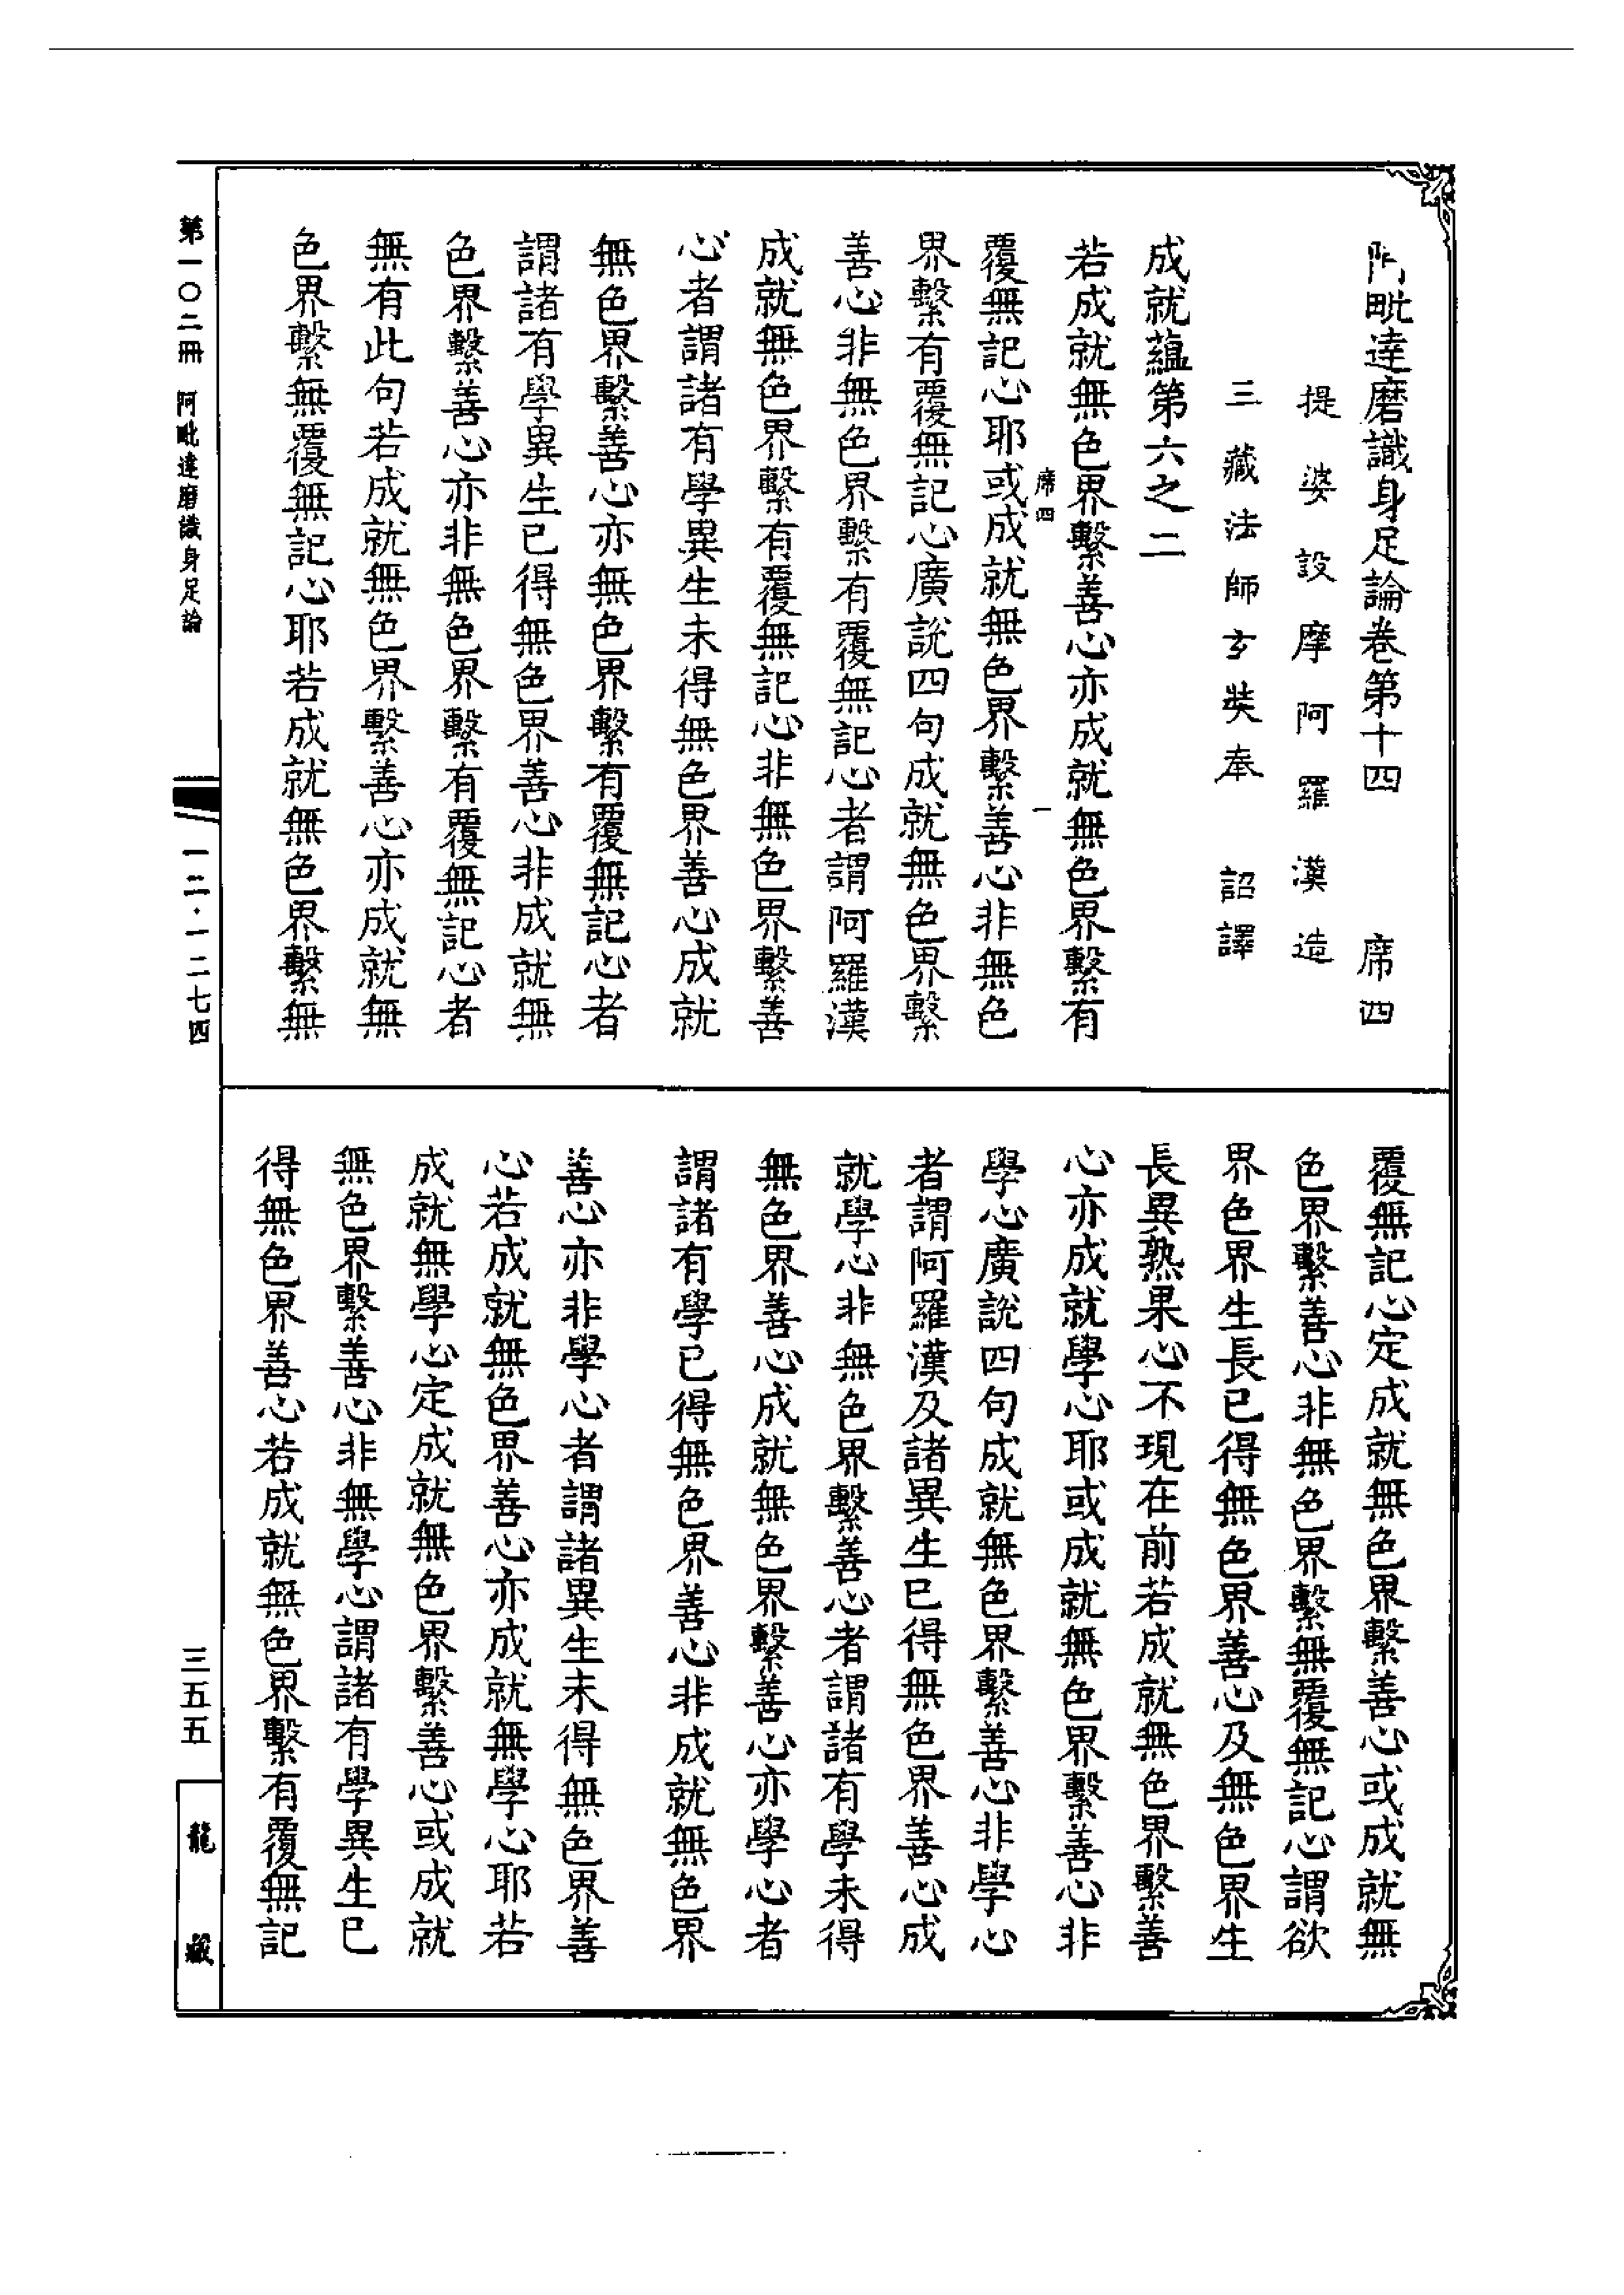 阿毗達磨識身足論卷第十四　席四
提婆設摩阿羅漢造
三藏法師玄奘奉　詔譯
成就蘊第六之二
若成就無色界繫善心亦成就無色界繫有
席四　一
覆無記心耶或成就無色界繫善心非無色
界繫有覆無記心廣說四句成就無色界繫
善心非無色界繫有覆無記心者謂阿羅漢
成就無色界繫有覆無記心非無色界繫善
心者謂諸有學異生未得無色界善心成就
無色界繫善心亦無色界繫有覆無記心者
謂諸有學異生已得無色界善心非成就無
色界繫善心亦非無色界繫有覆無記心者
無有此句若成就無色界繫善心亦成就無
色界繫無覆無記心耶若成就無色界繫無
覆無記心定成就無色界繫善心或成就無
色界繫善心非無色界繫無覆無記心謂欲
界色界生長已得無色界善心及無色界生
長異熟果心不現在前若成就無色界繫善
心亦成就學心耶或成就無色界繫善心非
學心廣說四句成就無色界繫善心非學心
者謂阿羅漢及諸異生已得無色界善心成
就學心非無色界繫善心者謂諸有學未得
無色界善心成就無色界繫善心亦學心者
謂諸有學已得無色界善心非成就無色界
善心亦非學心者謂諸異生未得無色界善
心若成就無色界善心亦成就無學心耶若
成就無學心定成就無色界繫善心或成就
無色界繫善心非無學心謂諸有學異生已
得無色界善心若成就無色界繫有覆無記
第一〇二冊　阿毗達磨識身足論
一二·一二七四
三五五
龍藏